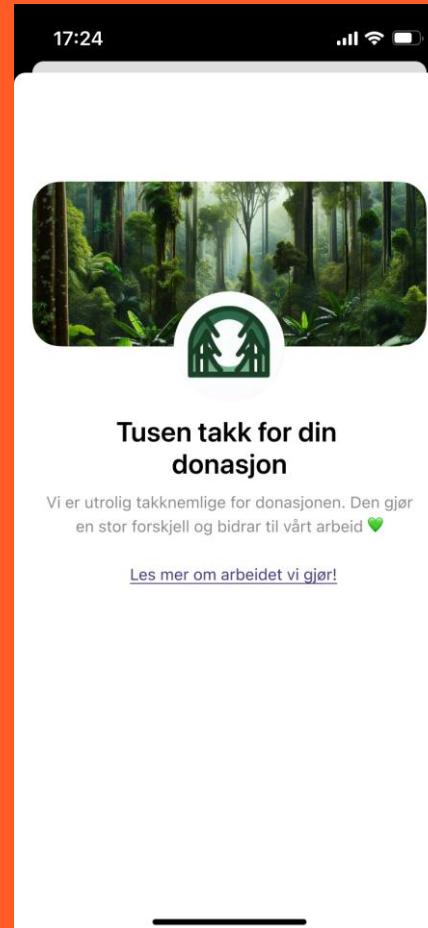 17:24
Tusen takk for din
donasjon
Vi er utrolig takknemlige for donasjonen. Den gjør
en stor forskjell og bidrar til vårt arbeid 💚
Les mer om arbeidet vi gjør!